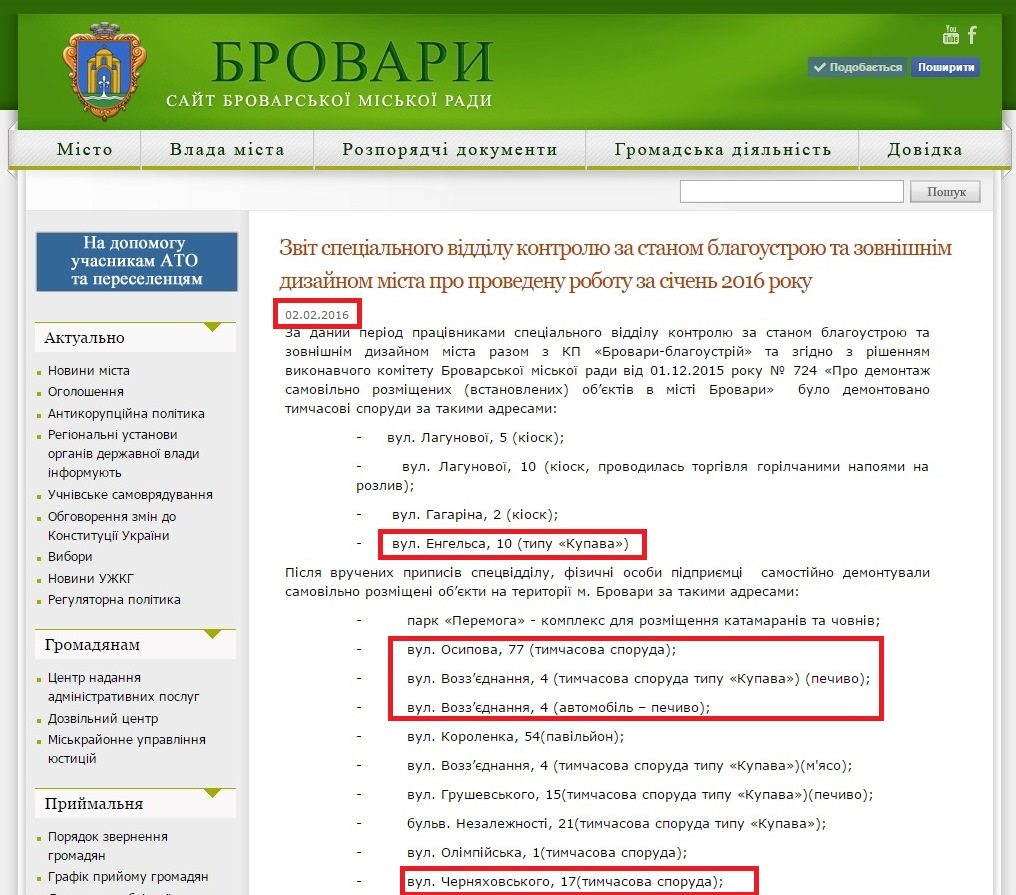 БРОВАРИ
САЙТ БРОВАРСЬКОЇ МІСЬКОЇ РАДИ
You Tube
Подобається Поширити
Місто Влада міста Розпорядчі документи Громадська діяльність Довідка
Пошук
На допомогу
учасникам АТО
та переселенцям
Актуально
Новини міста
Оголошення
Антикорупційна політика
Регіональні установи
органів державної влади
інформують
Учнівське самоврядування
Обговорення змін до
Конституції України
Вибори
Новини УЖКГ
Регуляторна політика
Громадянам
Центр надання
адміністративних послуг
Дозвільний центр
Міськрайонне управління
юстицій
Приймальня
Порядок звернення
громадян
Графік прийому громадян
Звіт спеціального відділу контролю за станом благоустрою та зовнішнім
дизайном міста про проведену роботу за січень 2016 року
02.02.2016
За даний період працівниками спеціального відділу контролю за станом благоустрою та
зовнішнім дизайном міста разом з КП «Бровари-благоустрій» та згідно з рішенням
виконавчого комітету Броварської міської ради від 01.12.2015 року № 724 «Про демонтаж
самовільно розміщених (встановлених) об’єктів в місті Бровари» було демонтовано
тимчасові споруди за такими адресами:
- вул. Лагунової, 5 (кіоск);
- вул. Лагунової, 10 (кіоск, проводилась торгівля горілчаними напоями на
розлив);
- вул. Гагаріна, 2 (кіоск);
- вул. Енгельса, 10 (типу «Купава»)
Після вручених приписів спецвідділу, фізичні особи підприємці самостійно демонтували
самовільно розміщені об’єкти на території м. Бровари за такими адресами:
- парк «Перемога» - комплекс для розміщення катамаранів та човнів;
- вул. Осипова, 77 (тимчасова споруда);
- вул. Возз’єднання, 4 (тимчасова споруда типу «Купава») (печиво);
- вул. Возз’єднання, 4 (автомобіль – печиво);
- вул. Короленка, 54(павільйон);
- вул. Возз’єднання, 4 (тимчасова споруда типу «Купава»)(м'ясо);
- вул. Грушевського, 15(тимчасова споруда типу «Купава»)(печиво);
- бульв. Незалежності, 21(тимчасова споруда типу «Купава»);
- вул. Олімпійська, 1(тимчасова споруда);
- вул. Черняховського, 17(тимчасова споруда);